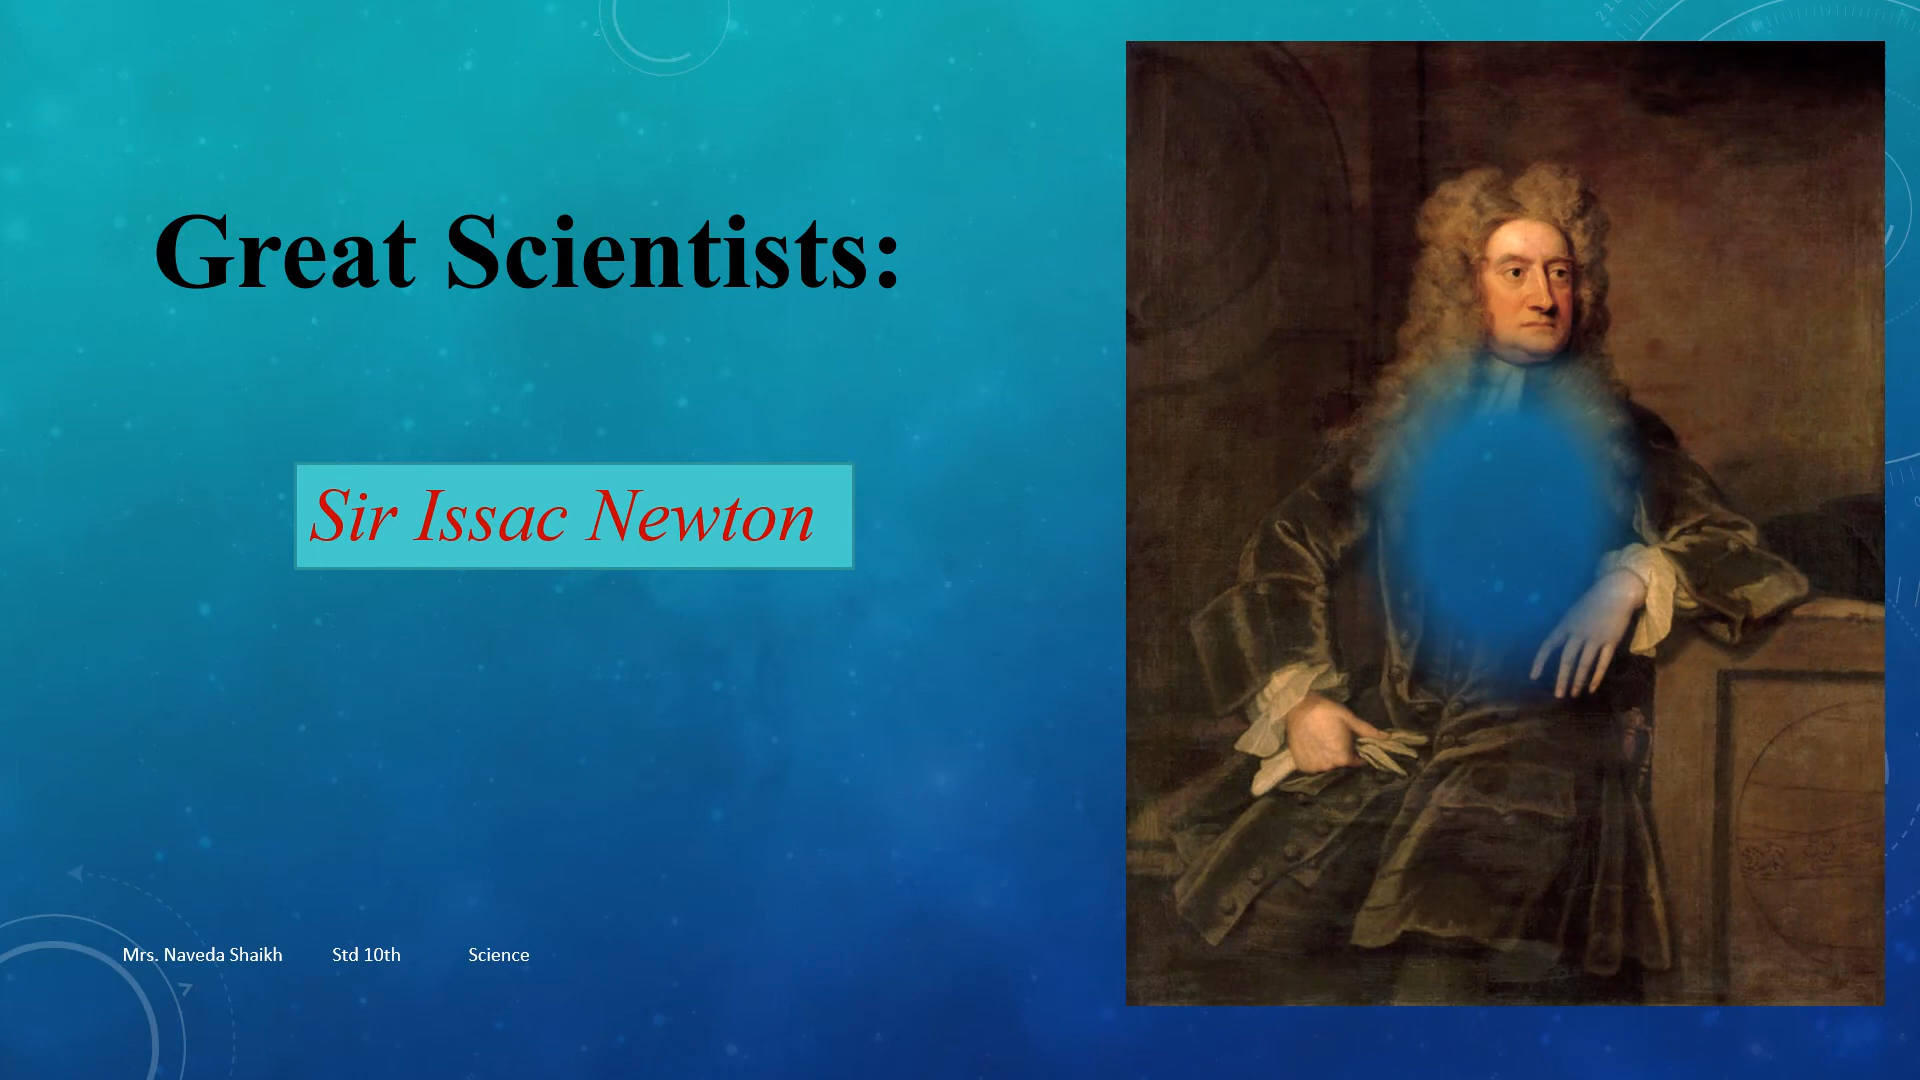 Great Scientists:
Sir Issac Newton
Mrs. Naveda Shaikh Std 10th Science